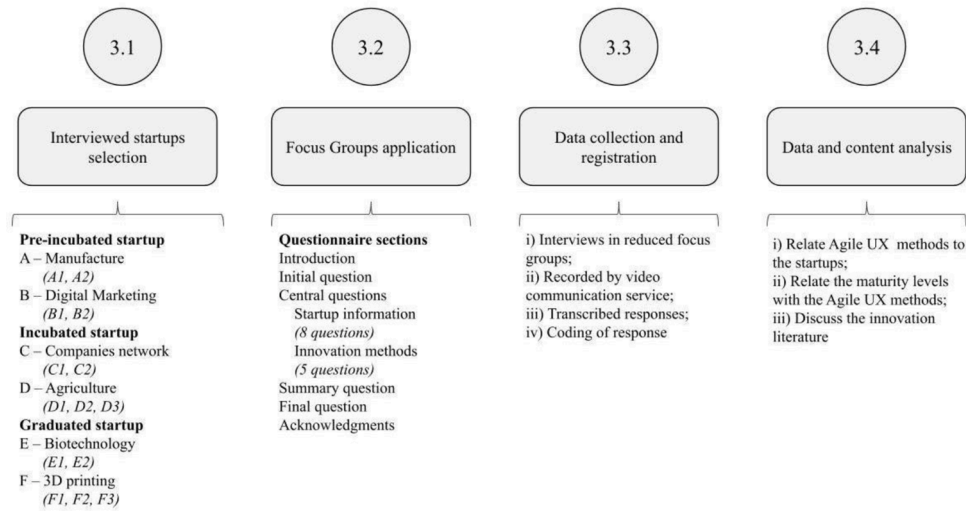 3.1
Interviewed startups
selection
Pre-incubated startup
A – Manufacture
(A1, A2)
B – Digital Marketing
(B1, B2)
Incubated startup
C – Companies network
(C1, C2)
D – Agriculture
(D1, D2, D3)
Graduated startup
E – Biotechnology
(E1, E2)
F – 3D printing
(F1, F2, F3)
3.2
Focus Groups application
Questionnaire sections
Introduction
Initial question
Central questions
Startup information
(8 questions)
Innovation methods
(5 questions)
Summary question
Final question
Acknowledgments
3.3
Data collection and
registration
i) Interviews in reduced focus
groups;
ii) Recorded by video
communication service;
iii) Transcribed responses;
iv) Coding of response
3.4
Data and content analysis
i) Relate Agile UX methods to
the startups;
ii) Relate the maturity levels
with the Agile UX methods;
iii) Discuss the innovation
literature